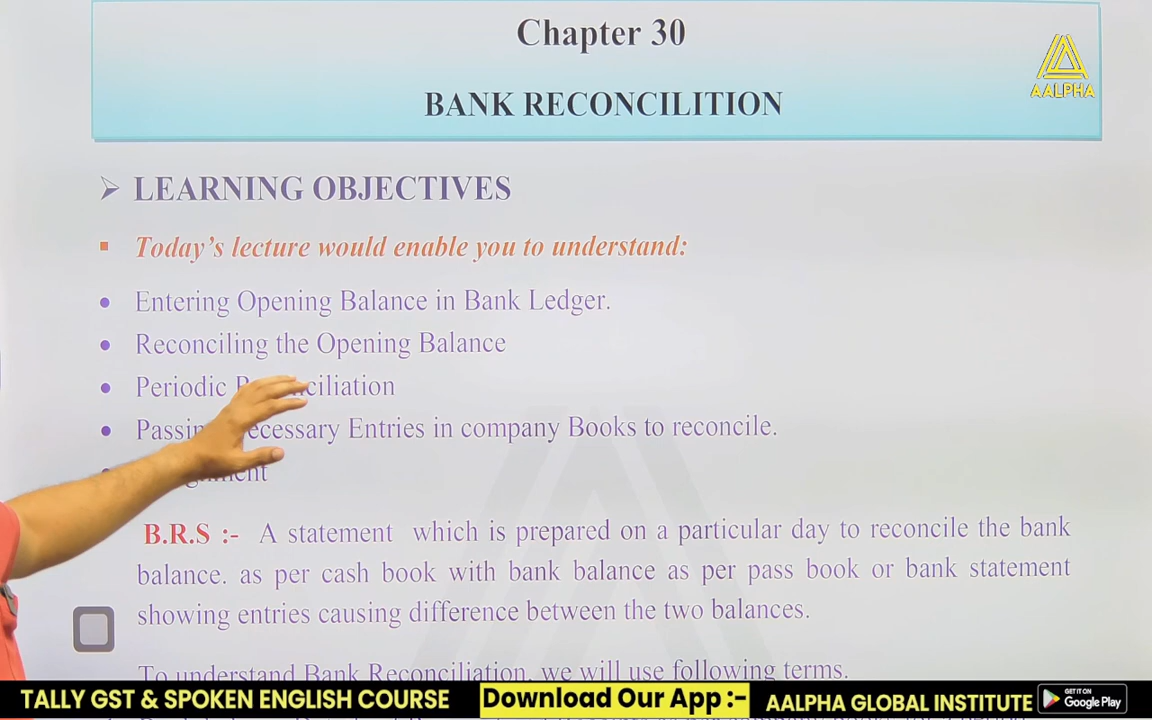 Chapter 30
AALPHA
BANK RECONCILITION
➢ LEARNING OBJECTIVES
▪ Today's lecture would enable you to understand:
• Entering Opening Balance in Bank Ledger.
• Reconciling the Opening Balance
• Periodic
• Entries in company Books to reconcile.
B.R.S :- A statement which is prepared on a particular day to reconcile the bank
balance. as per cash book with bank balance as per pass book or bank statement
showing entries causing difference between the two balances.
To understand Bank Reconciliation, we will use following terms.
TALLY GST & SPOKEN ENGLISH COURSE
Download Our App :-
AALPHA GLOBAL INSTITUTE
GET IT ON
Google Play